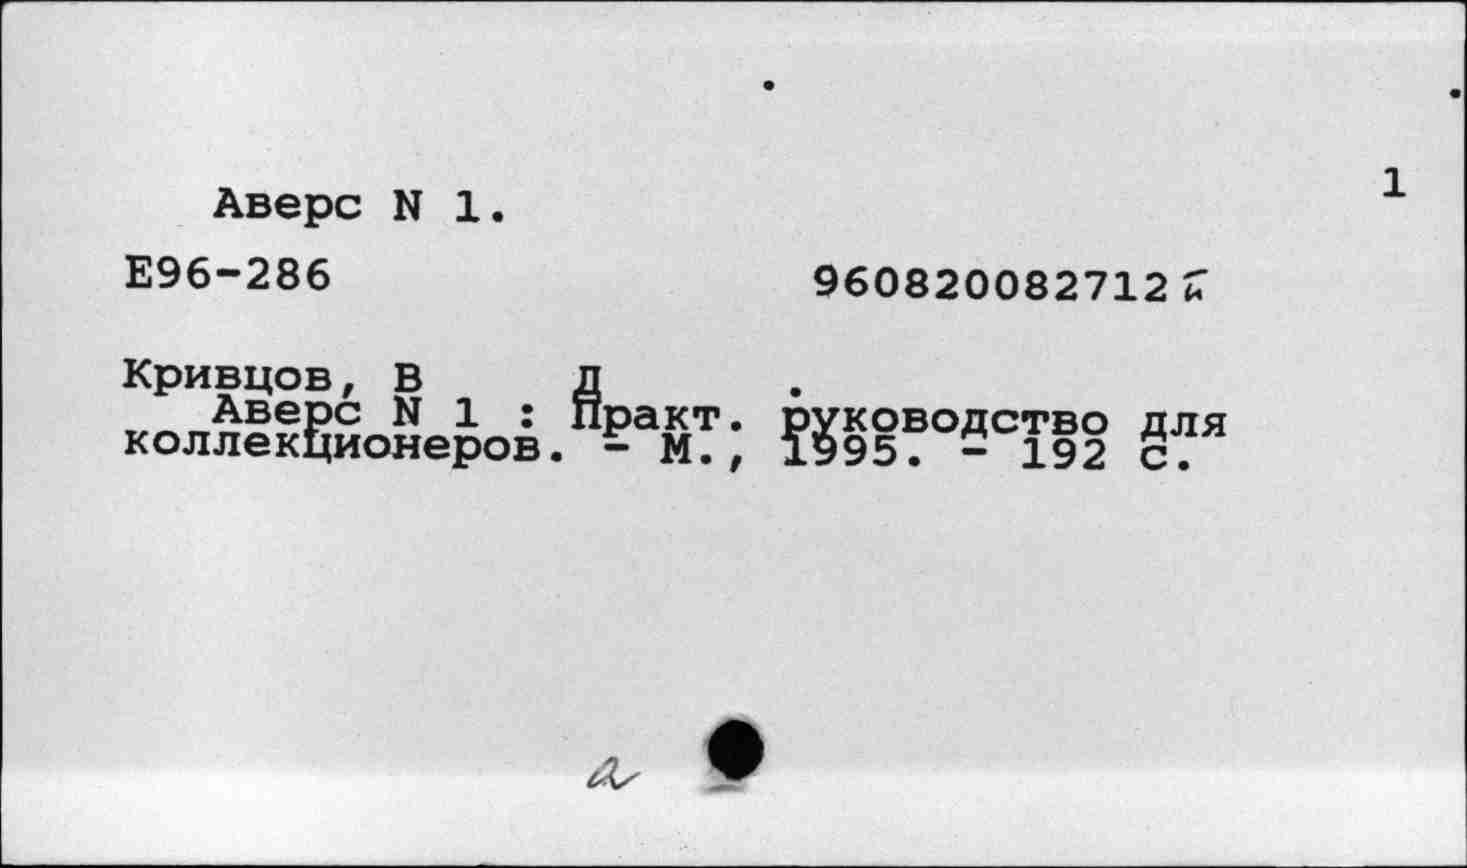 1
Аверс N 1.
Е96-286 960820082712
Кривцов, В Д .
Аверс N 1 : Практ. руководство для
коллекционеров. - М., 1995. - 192 с.